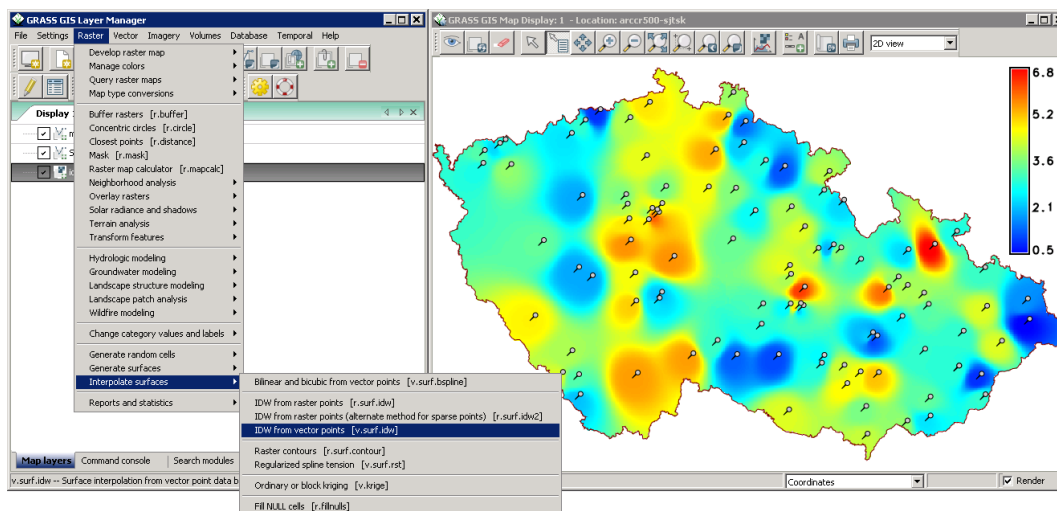 GRASS GIS Layer Manager
File Settings Raster Vector Imagery Volumes Database Temporal Help
Develop raster map
Manage colors
Query raster maps
Map type conversions
Buffer rasters [r.buffer]
Concentric circles [r.circle]
Closest points [r.distance]
Mask [r.mask]
Raster map calculator [r.mapcalc]
Neighborhood analysis
Overlay rasters
Solar radiance and shadows
Terrain analysis
Transform features
Hydrologic modeling
Groundwater modeling
Landscape structure modeling
Landscape patch analysis
Wildfire modeling
Change category values and labels
Generate random cells
Generate surfaces
Interpolate surfaces
Reports and statistics
Display
Bilinear and bicubic from vector points [v.surf.bspline]
IDW from raster points [r.surf.idw]
IDW from raster points (alternate method for sparse points) [r.surf.idw2]
IDW from vector points [v.surf.idw]
Raster contours [r.surf.contour]
Regularized spline tension [v.surf.rst]
Ordinary or block kriging [v.krige]
Fill NULL cells [r.fillnulls]
Map layers Command console Search modules
v.surf.idw -- Surface interpolation from vector point data b
GRASS GIS Map Display: 1 - Location: arccr500-sjtsk
2D view
6.8
5.2
3.6
2.1
0.5
Coordinates
Render